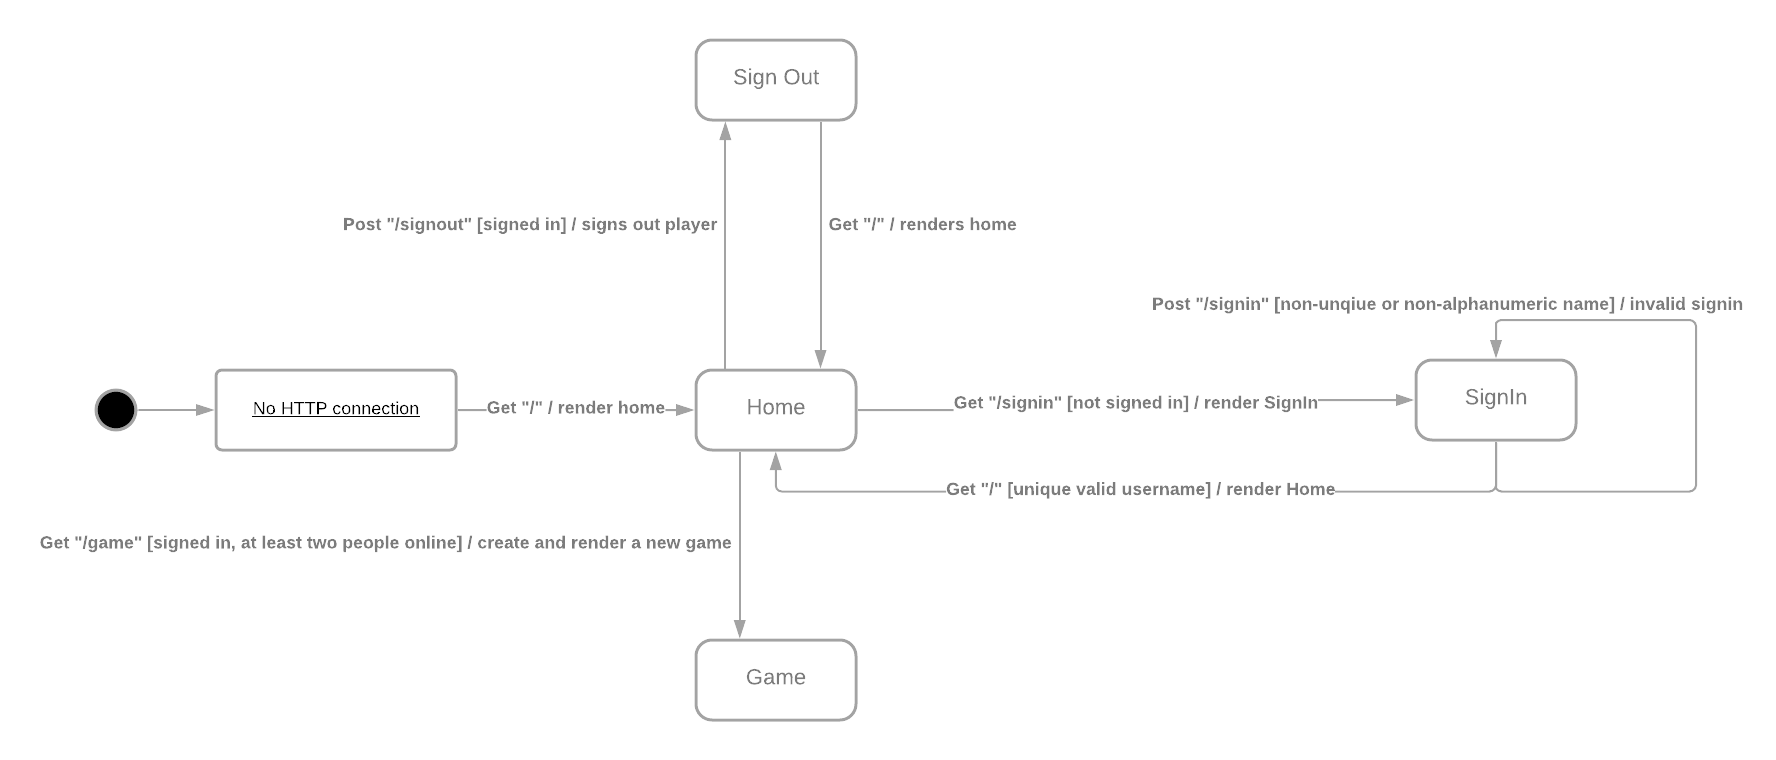 Sign Out
Post "/signout" [signed in] / signs out player
Get "/" / renders home
Post "/signin" [non-unqiue or non-alphanumeric name] / invalid signin
No HTTP connection
Get "/" / render home
Home
Get "/signin" [not signed in] / render SignIn
SignIn
Get "/" [unique valid username] / render Home
Get "/game" [signed in, at least two people online] / create and render a new game
Game